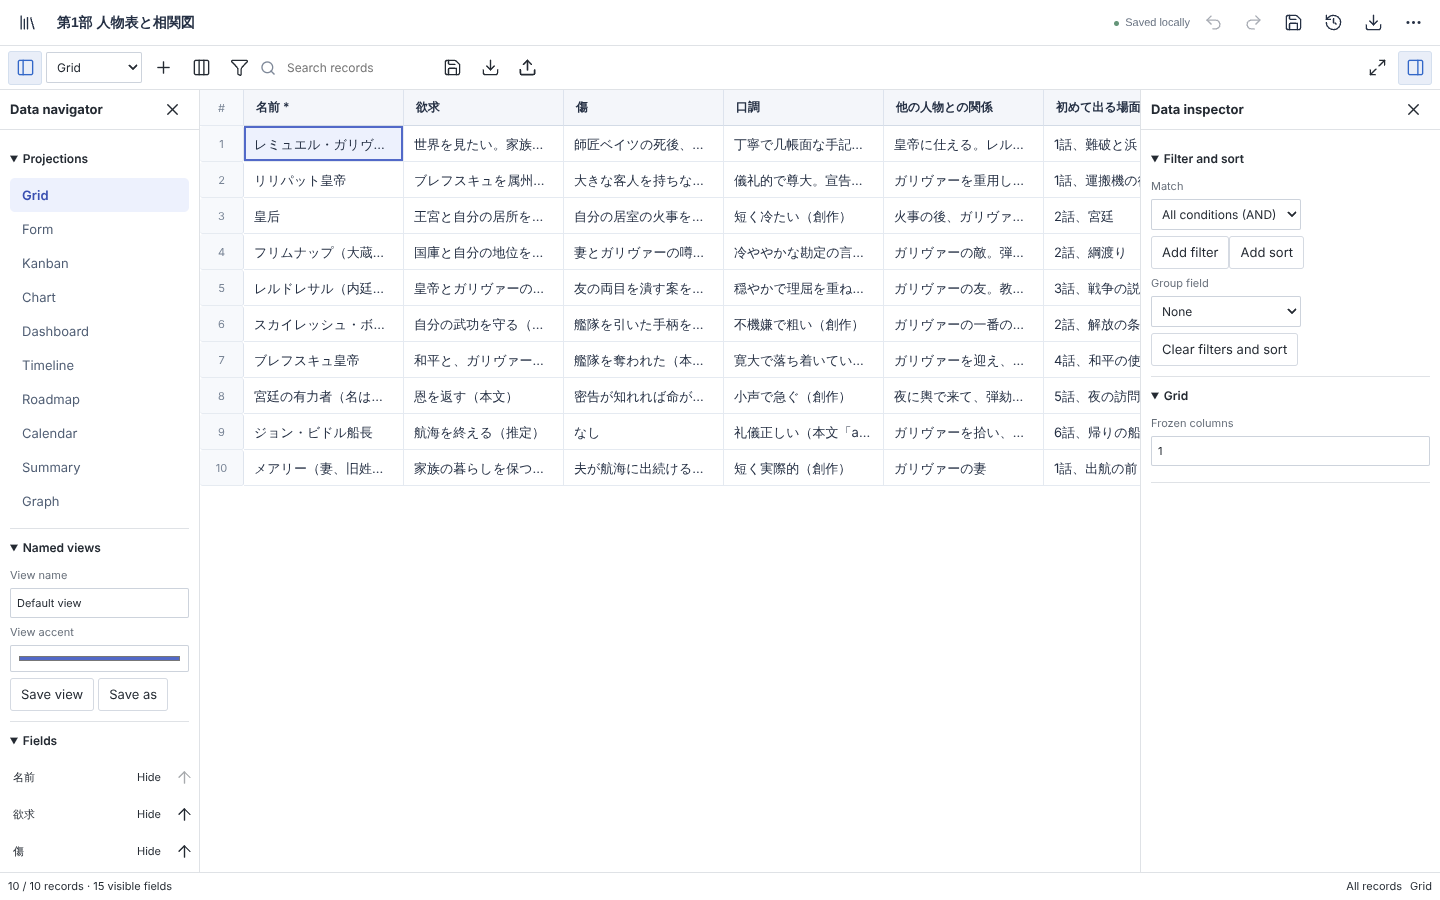 第1部 人物表と相関図
Saved locally
Grid
Search records
Data navigator
Projections
Grid
Form
Kanban
Chart
Dashboard
Timeline
Roadmap
Calendar
Summary
Graph
Named views
View name
Default view
View accent
Save view Save as
Fields
名前 Hide
欲求 Hide
傷 Hide
# 名前 * 欲求 傷 口調 他の人物との関係 初めて出る場面
1 レミュエル・ガリヴ... 世界を見たい。家族... 師匠ベイツの死後、... 丁寧で几帳面な手記... 皇帝に仕える。レル... 1話、難破と浜
2 リリパット皇帝 ブレフスキュを属州... 大きな客人を持ちな... 儀礼的で尊大。宣告... ガリヴァーを重用し... 1話、運搬機の
3 皇后 王宮と自分の居所を... 自分の居室の火事を... 短く冷たい（創作） 火事の後、ガリヴァ... 2話、宮廷
4 フリムナップ（大蔵... 国庫と自分の地位を... 妻とガリヴァーの噂... 冷ややかな勘定の言... ガリヴァーの敵。弾... 2話、綱渡り
5 レルドレサル（内廷... 皇帝とガリヴァーの... 友の両目を潰す案を... 穏やかで理屈を重ね... ガリヴァーの友。教... 3話、戦争の説
6 スカイレッシュ・ボ... 自分の武功を守る（... 艦隊を引いた手柄を... 不機嫌で粗い（創作） ガリヴァーの一番の... 2話、解放の条
7 ブレフスキュ皇帝 和平と、ガリヴァー... 艦隊を奪われた（本... 寛大で落ち着いてい... ガリヴァーを迎え、... 4話、和平の使
8 宮廷の有力者（名は... 恩を返す（本文） 密告が知れれば命が... 小声で急ぐ（創作） 夜に輿で来て、弾劾... 5話、夜の訪問
9 ジョン・ビドル船長 航海を終える（推定） なし 礼儀正しい（本文「a... ガリヴァーを拾い、... 6話、帰りの船
10 メアリー（妻、旧姓... 家族の暮らしを保つ... 夫が航海に出続ける... 短く実際的（創作） ガリヴァーの妻 1話、出航の前
Data inspector
Filter and sort
Match
All conditions (AND)
Add filter Add sort
Group field
None
Clear filters and sort
Grid
Frozen columns
1
10 / 10 records · 15 visible fields
All records Grid